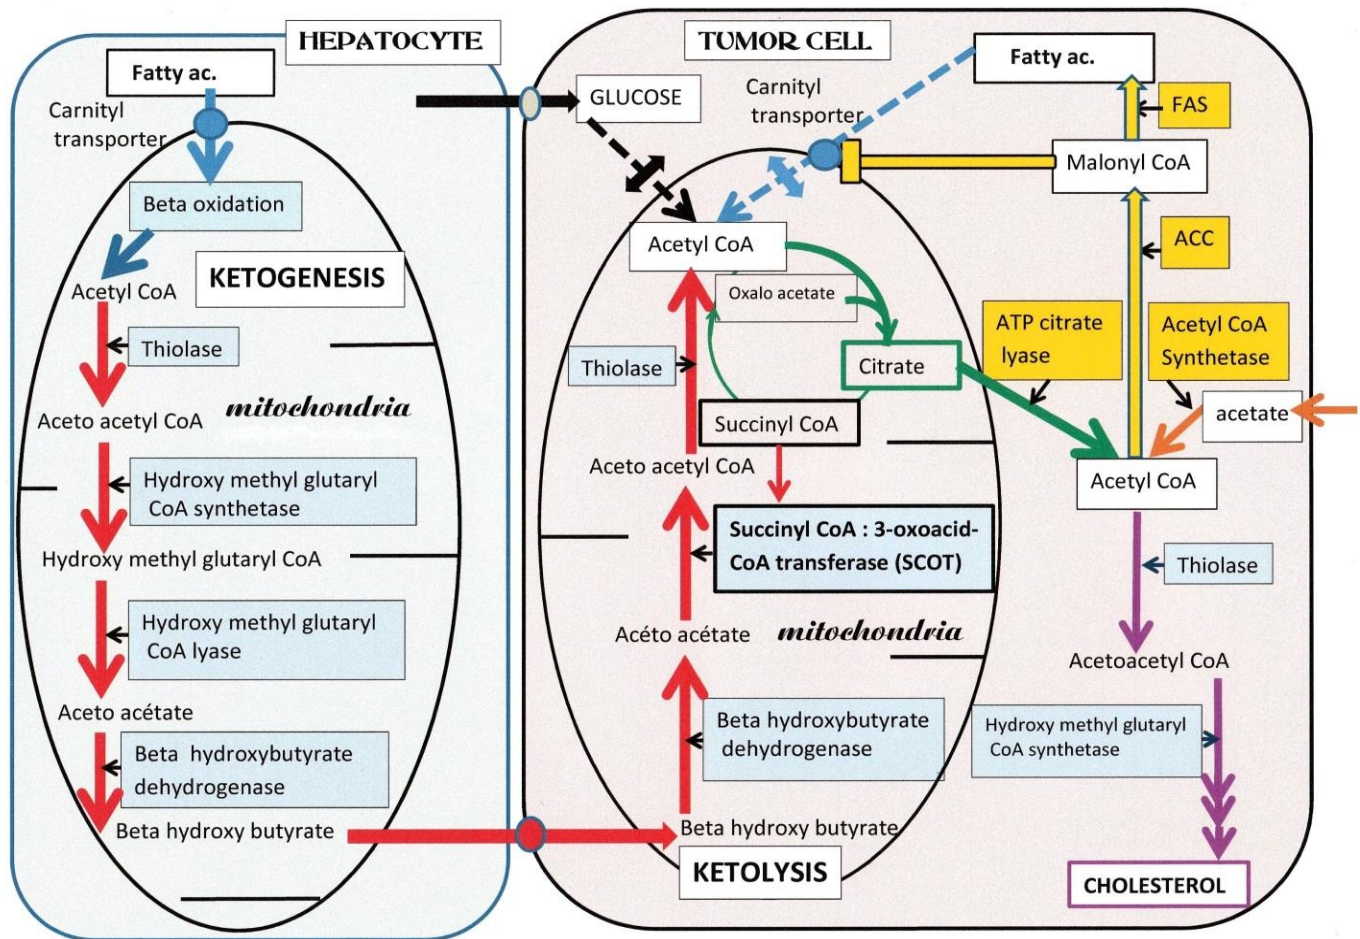 HEPATOCYTE
Fatty ac.
Carnityl
transporter
Beta oxidation
Acetyl CoA
KETOGENESIS
Thiolase
Aceto acetyl CoA
mitochondria
Hydroxy methyl glutaryl
CoA synthetase
Hydroxy methyl glutaryl CoA
Hydroxy methyl glutaryl
CoA lyase
Aceto acétate
Beta hydroxybutyrate
dehydrogenase
Beta hydroxy butyrate
TUMOR CELL
GLUCOSE
Carnityl
transporter
Fatty ac.
FAS
Malonyl CoA
ACC
Acetyl CoA
Oxalo acetate
Thiolase
Citrate
ATP citrate
lyase
Acetyl CoA
Synthetase
acetate
Succinyl CoA
Aceto acetyl CoA
Acetyl CoA
Succinyl CoA : 3-oxoacid-
CoA transferase (SCOT)
Thiolase
Acéto acétate
mitochondria
Acetoacetyl CoA
Beta hydroxybutyrate
dehydrogenase
Hydroxy methyl glutaryl
CoA synthetase
Beta hydroxy butyrate
KETOLYSIS
CHOLESTEROL